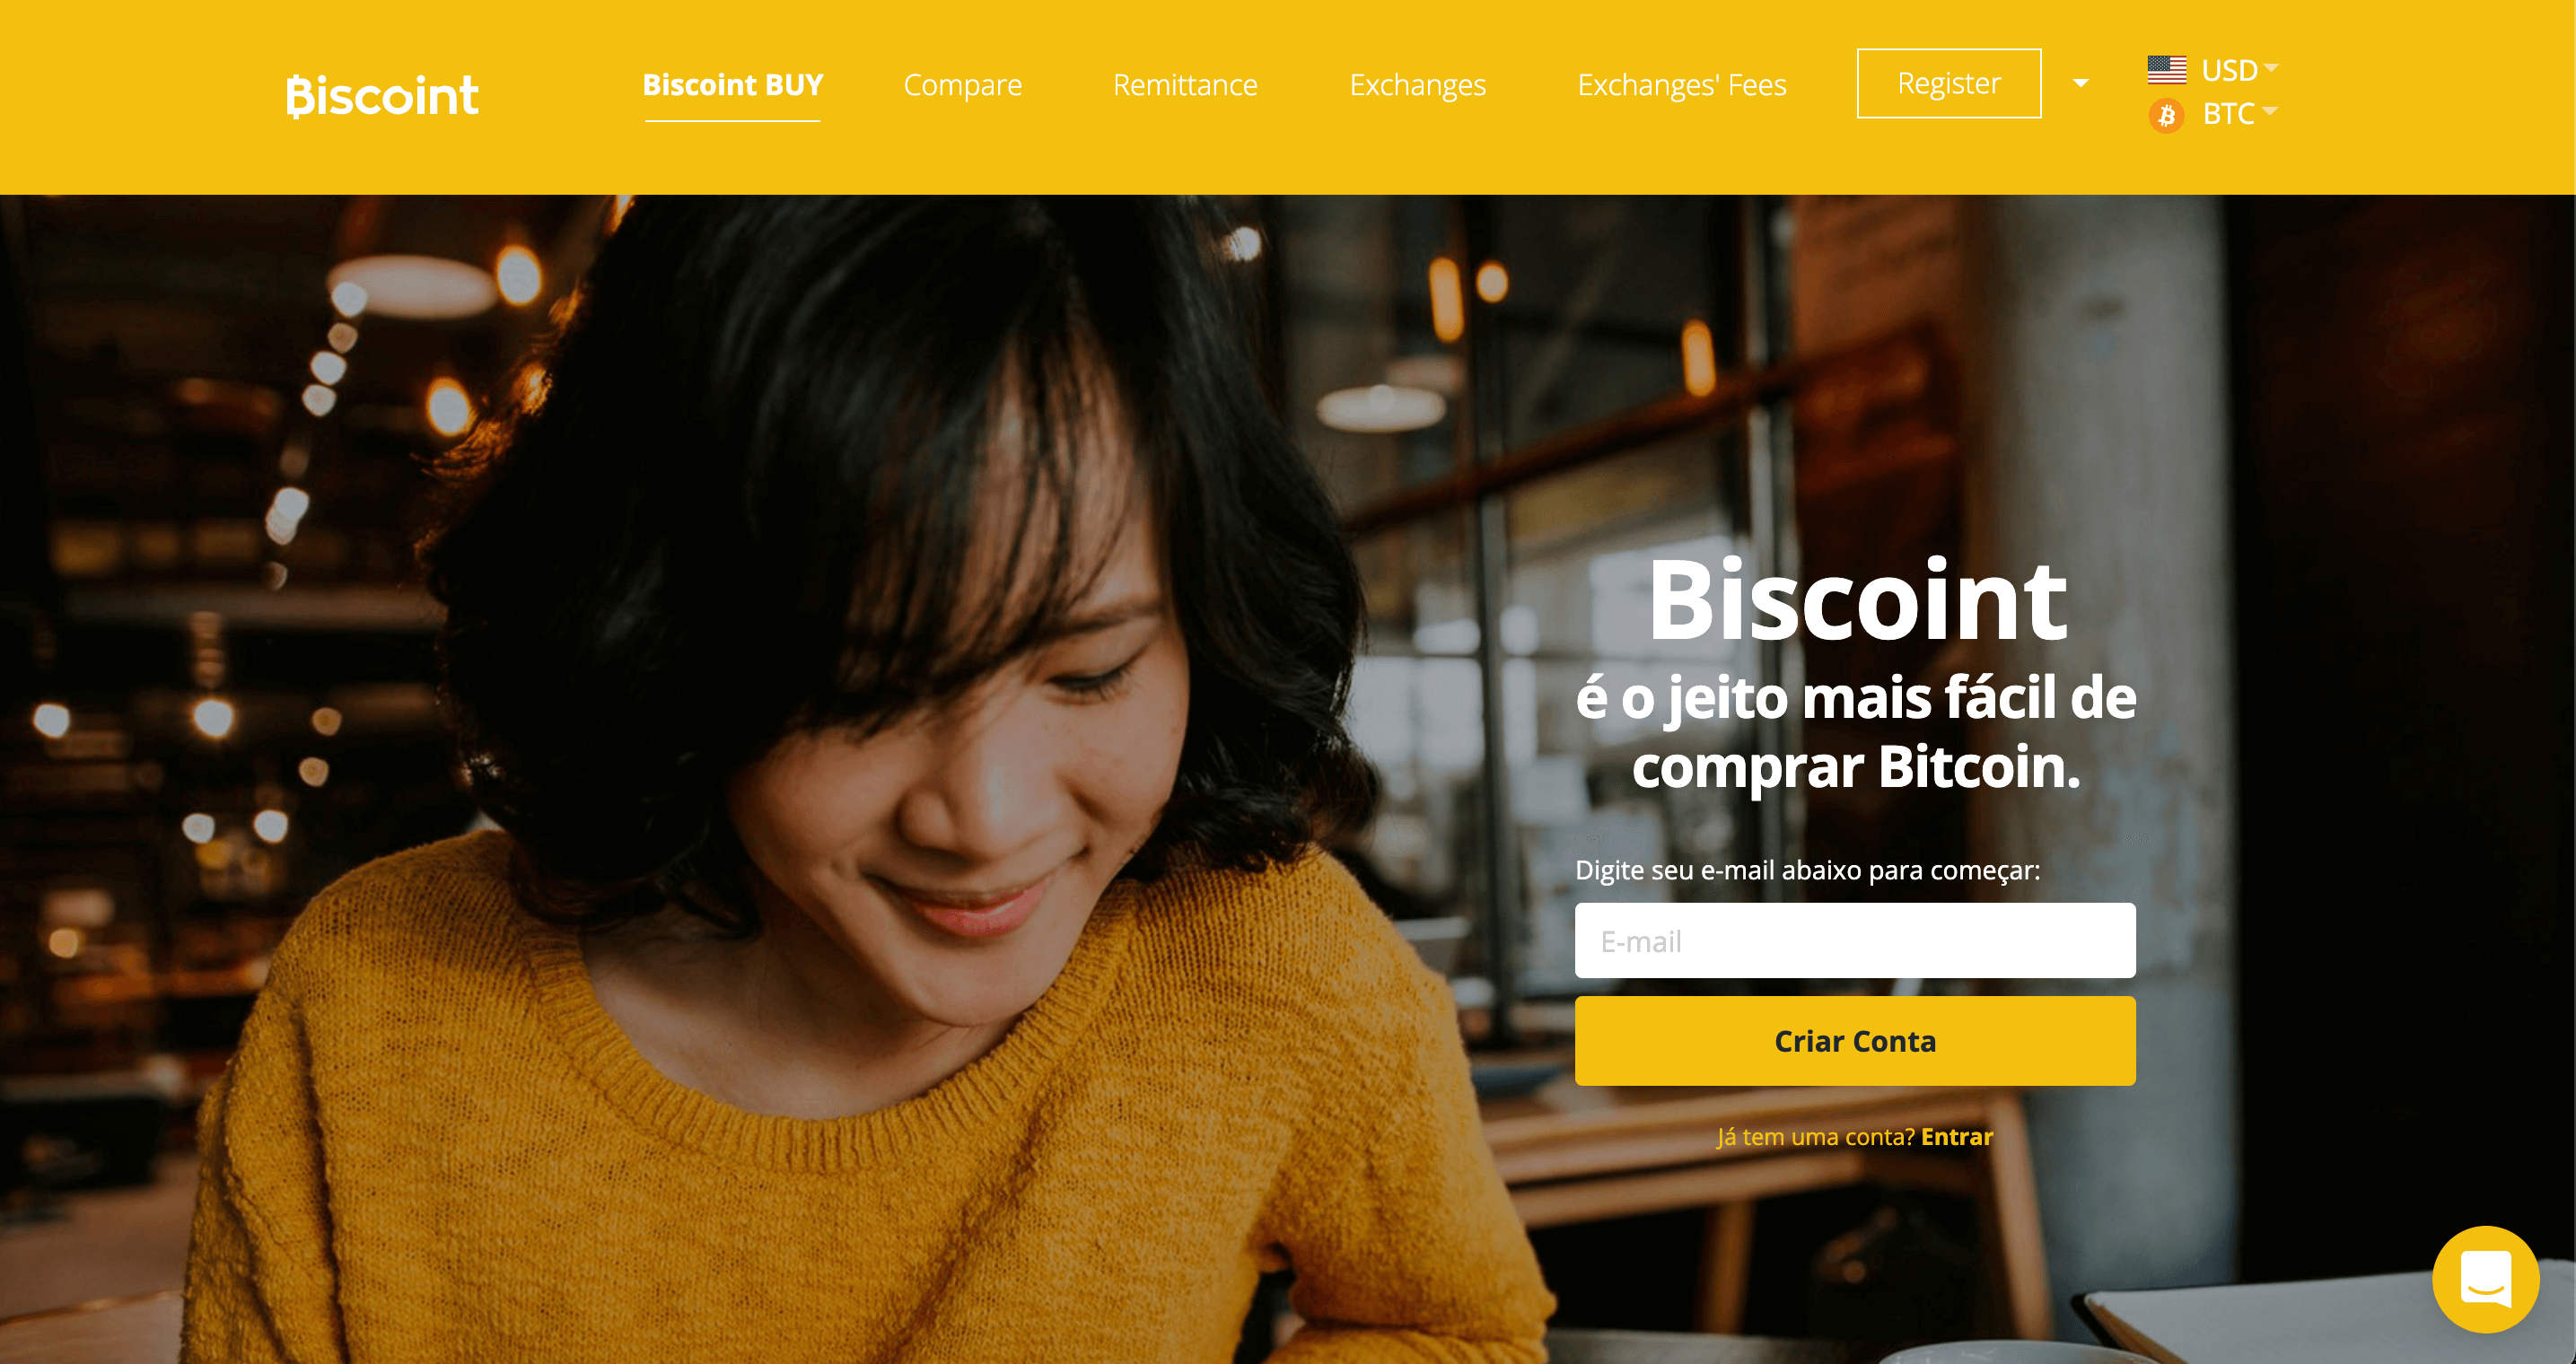 Biscoint
Biscoint BUY
Compare
Remittance
Exchanges
Exchanges' Fees
Register
USD
BTC
Biscoint
é o jeito mais fácil de
comprar Bitcoin.
Digite seu e-mail abaixo para começar:
E-mail
Criar Conta
Já tem uma conta? Entrar